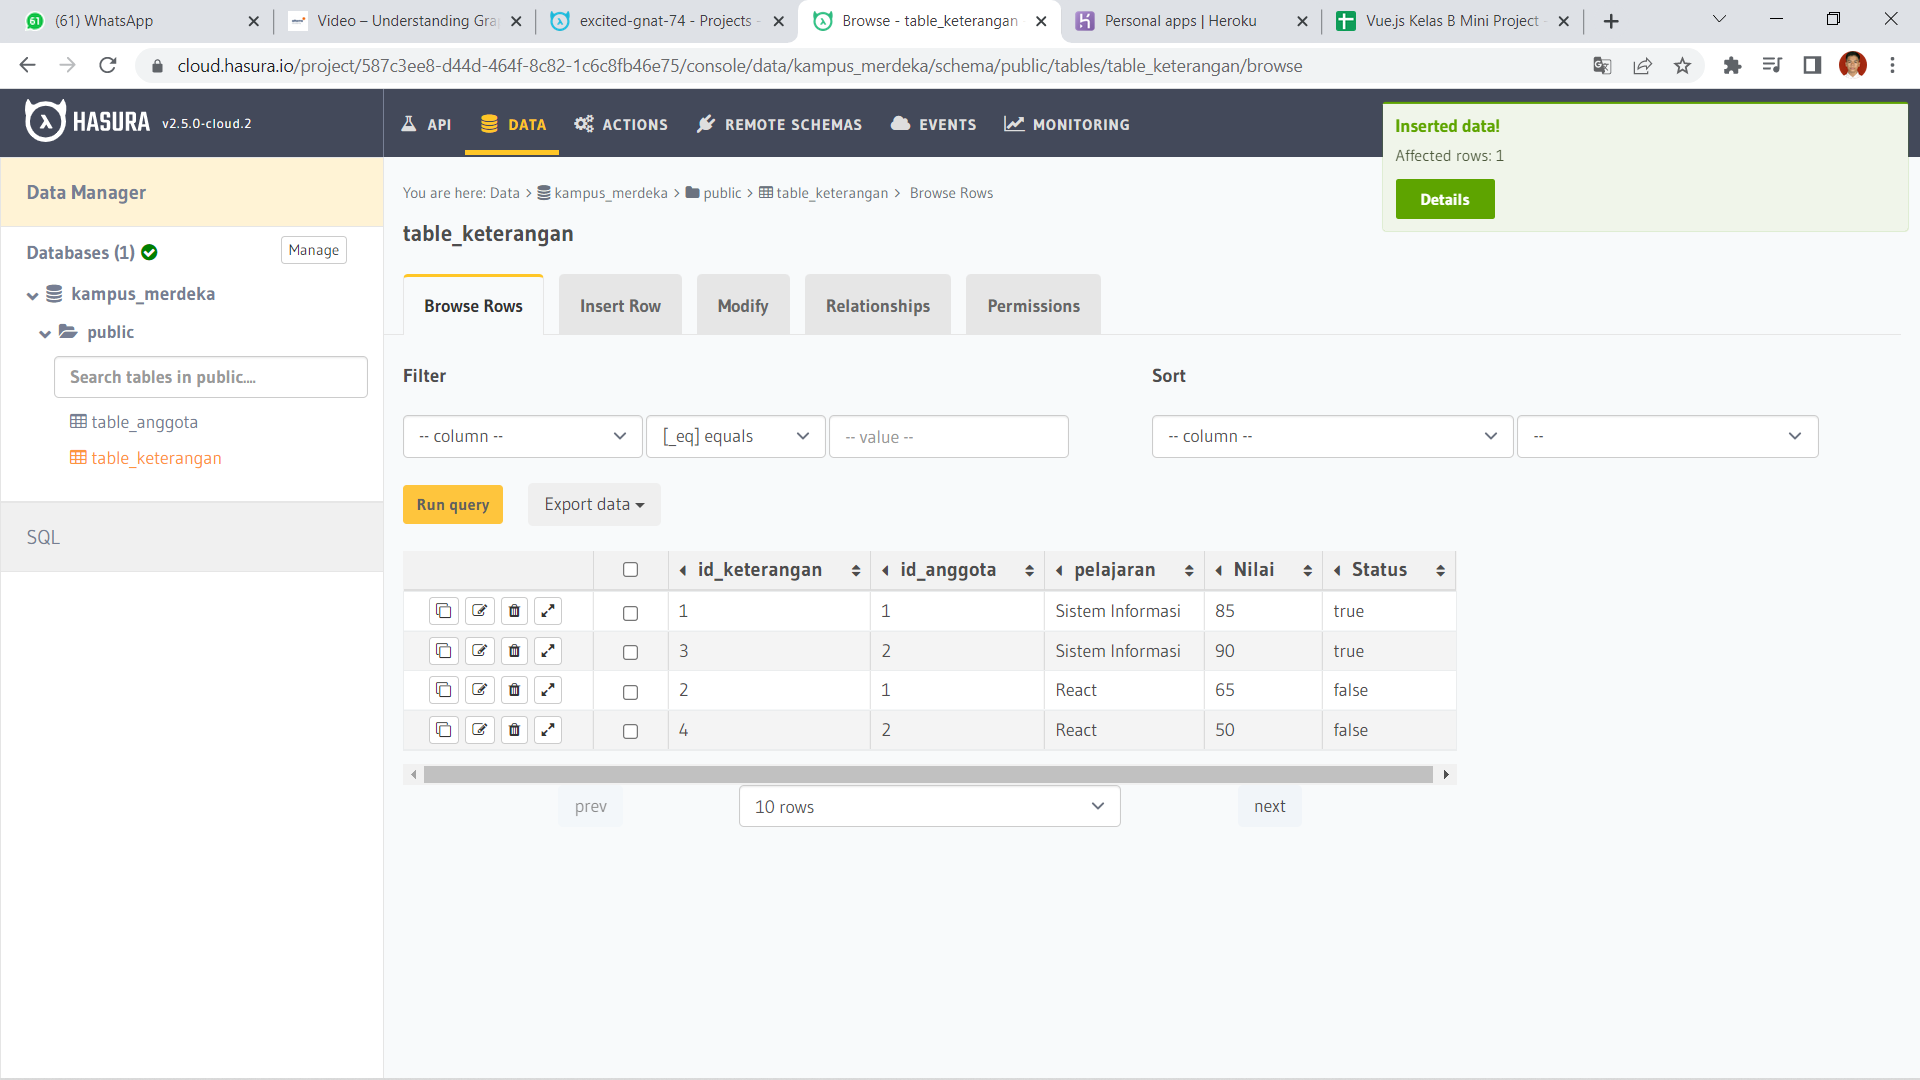 (61) WhatsApp
Video – Understanding Gra
excited-gnat-74 - Projects -
Browse - table_keterangan
Personal apps | Heroku
Vue.js Kelas B Mini Project -
cloud.hasura.io/project/587c3ee8-d44d-464f-8c82-1c6c8fb46e75/console/data/kampus_merdeka/schema/public/tables/table_keterangan/browse
HASURA v2.5.0-cloud.2
API DATA ACTIONS REMOTE SCHEMAS EVENTS MONITORING
Inserted data!
Affected rows: 1
Details
Data Manager
Databases (1) Manage
kampus_merdeka
public
Search tables in public....
table_anggota
table_keterangan
SQL
You are here: Data > kampus_merdeka > public > table_keterangan > Browse Rows
table_keterangan
Browse Rows Insert Row Modify Relationships Permissions
Filter Sort
-- column -- [_eq] equals -- value -- -- column -- --
Run query Export data
id_keterangan id_anggota pelajaran Nilai Status
1 1 Sistem Informasi 85 true
3 2 Sistem Informasi 90 true
2 1 React 65 false
4 2 React 50 false
prev 10 rows next